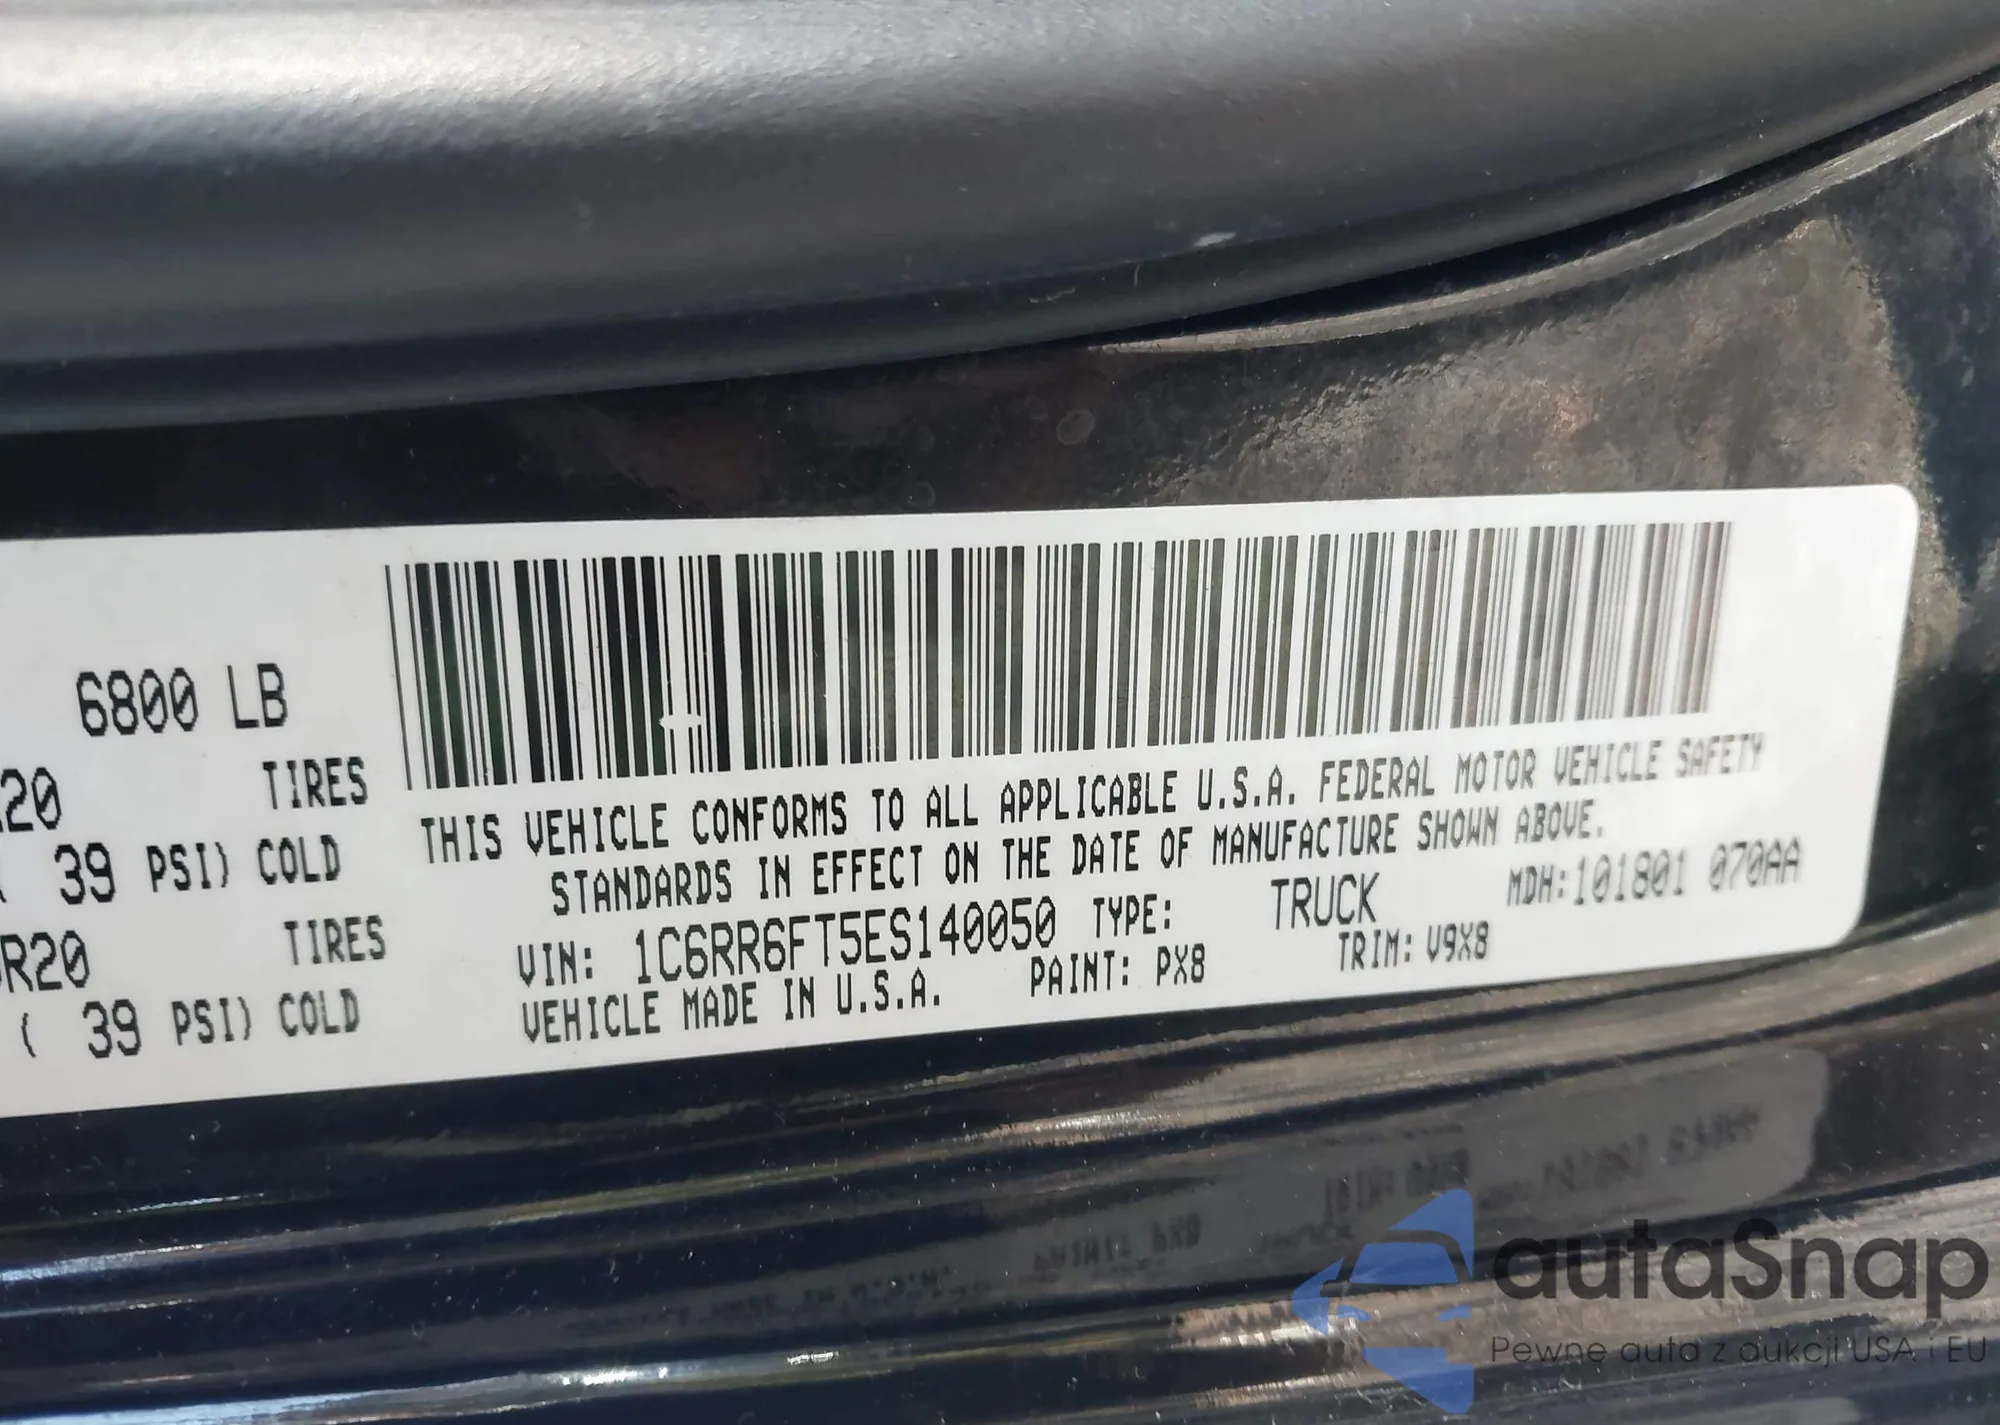 6800 LB
20 TIRES
39 PSI) COLD
R20 TIRES
( 39 PSI) COLD
THIS VEHICLE CONFORMS TO ALL APPLICABLE U.S.A. FEDERAL MOTOR VEHICLE SAFETY
STANDARDS IN EFFECT ON THE DATE OF MANUFACTURE SHOWN ABOVE.
VIN: 1C6RR6FT5ES140050 TYPE: TRUCK MDH:101801 070AA
VEHICLE MADE IN U.S.A. PAINT: PX8 TRIM: V9X8
autaSnap
Pewne auta z aukcji USA i EU